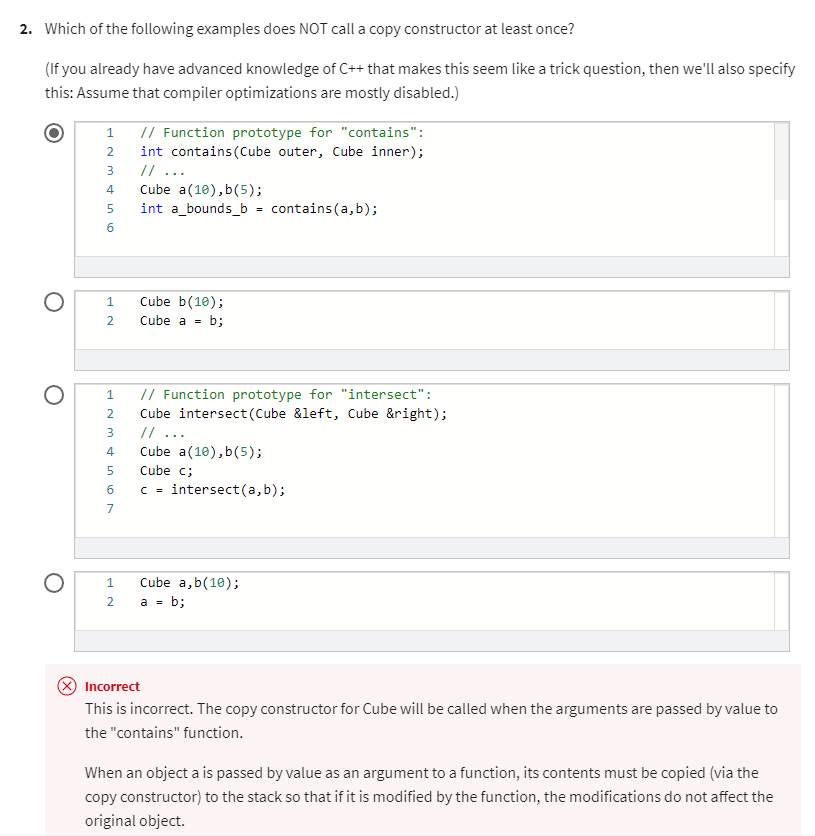 2. Which of the following examples does NOT call a copy constructor at least once?
(If you already have advanced knowledge of C++ that makes this seem like a trick question, then we'll also specify
this: Assume that compiler optimizations are mostly disabled.)
1 // Function prototype for "contains":
2 int contains(Cube outer, Cube inner);
3 // ...
4 Cube a(10),b(5);
5 int a_bounds_b = contains(a,b);
6
1 Cube b(10);
2 Cube a = b;
1 // Function prototype for "intersect":
2 Cube intersect(Cube &left, Cube &right);
3 // ...
4 Cube a(10),b(5);
5 Cube c;
6 c = intersect(a,b);
7
1 Cube a,b(10);
2 a = b;
Incorrect
This is incorrect. The copy constructor for Cube will be called when the arguments are passed by value to
the "contains" function.
When an object a is passed by value as an argument to a function, its contents must be copied (via the
copy constructor) to the stack so that if it is modified by the function, the modifications do not affect the
original object.